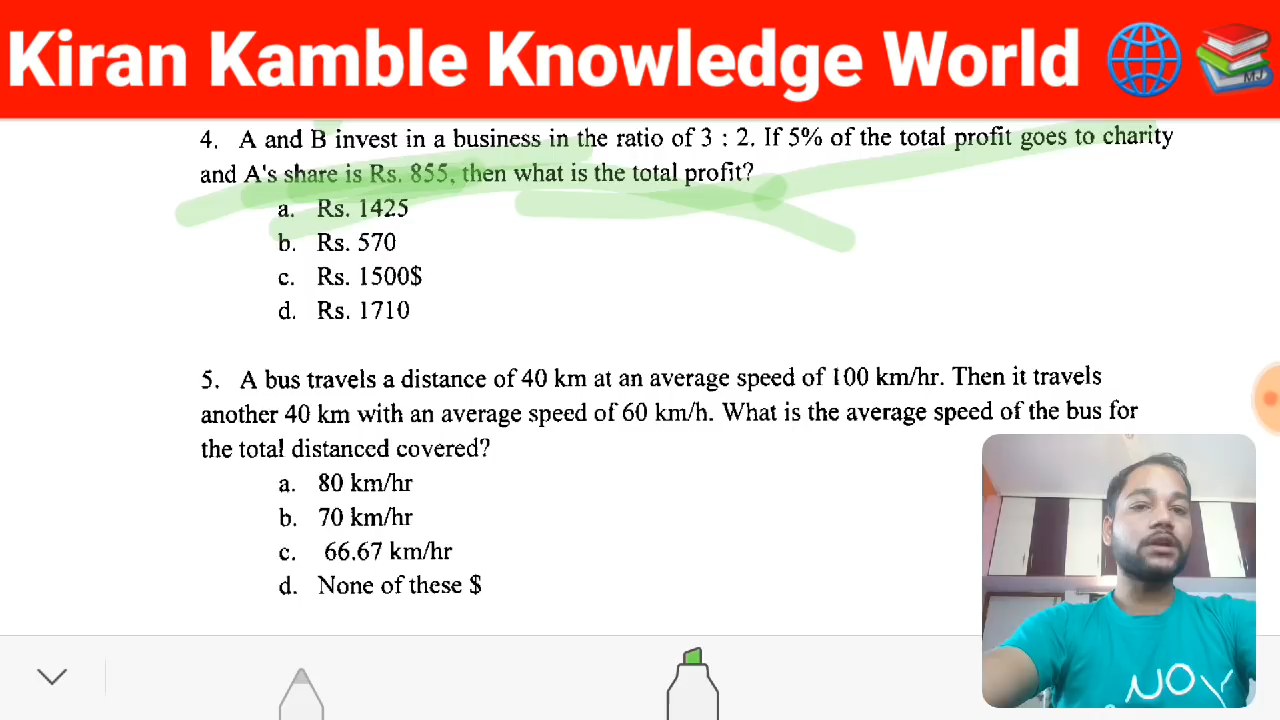 Kiran Kamble Knowledge World
MJ
4. A and B invest in a business in the ratio of 3 : 2. If 5% of the total profit goes to charity
and A's share is Rs. 855, then what is the total profit?
a. Rs. 1425
b. Rs. 570
c. Rs. 1500$
d. Rs. 1710
5. A bus travels a distance of 40 km at an average speed of 100 km/hr. Then it travels
another 40 km with an average speed of 60 km/h. What is the average speed of the bus for
the total distanced covered?
a. 80 km/hr
b. 70 km/hr
c. 66.67 km/hr
d. None of these $
NOV